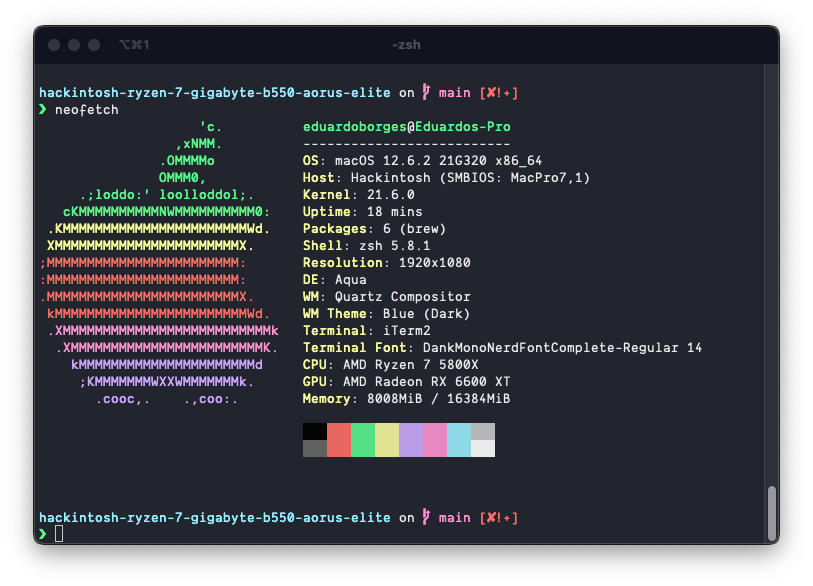 ⌥⌘1 -zsh
hackintosh-ryzen-7-gigabyte-b550-aorus-elite on main [✘!+]
❯ neofetch
                    'c.          eduardoborges@Eduardos-Pro
                 ,xNMM.          --------------------------
               .OMMMMo           OS: macOS 12.6.2 21G320 x86_64
               OMMM0,            Host: Hackintosh (SMBIOS: MacPro7,1)
     .;loddo:' loolloddol;.      Kernel: 21.6.0
   cKMMMMMMMMMMNWMMMMMMMMMM0:    Uptime: 18 mins
 .KMMMMMMMMMMMMMMMMMMMMMMMWd.    Packages: 6 (brew)
 XMMMMMMMMMMMMMMMMMMMMMMMX.      Shell: zsh 5.8.1
;MMMMMMMMMMMMMMMMMMMMMMMM:       Resolution: 1920x1080
:MMMMMMMMMMMMMMMMMMMMMMMM:       DE: Aqua
.MMMMMMMMMMMMMMMMMMMMMMMMX.      WM: Quartz Compositor
 kMMMMMMMMMMMMMMMMMMMMMMMMWd.    WM Theme: Blue (Dark)
 .XMMMMMMMMMMMMMMMMMMMMMMMMMMk   Terminal: iTerm2
  .XMMMMMMMMMMMMMMMMMMMMMMMMK.   Terminal Font: DankMonoNerdFontComplete-Regular 14
    kMMMMMMMMMMMMMMMMMMMMMMd     CPU: AMD Ryzen 7 5800X
     ;KMMMMMMMWXXWMMMMMMMk.      GPU: AMD Radeon RX 6600 XT
       .cooc,.    .,coo:.        Memory: 8008MiB / 16384MiB
hackintosh-ryzen-7-gigabyte-b550-aorus-elite on main [✘!+]
❯